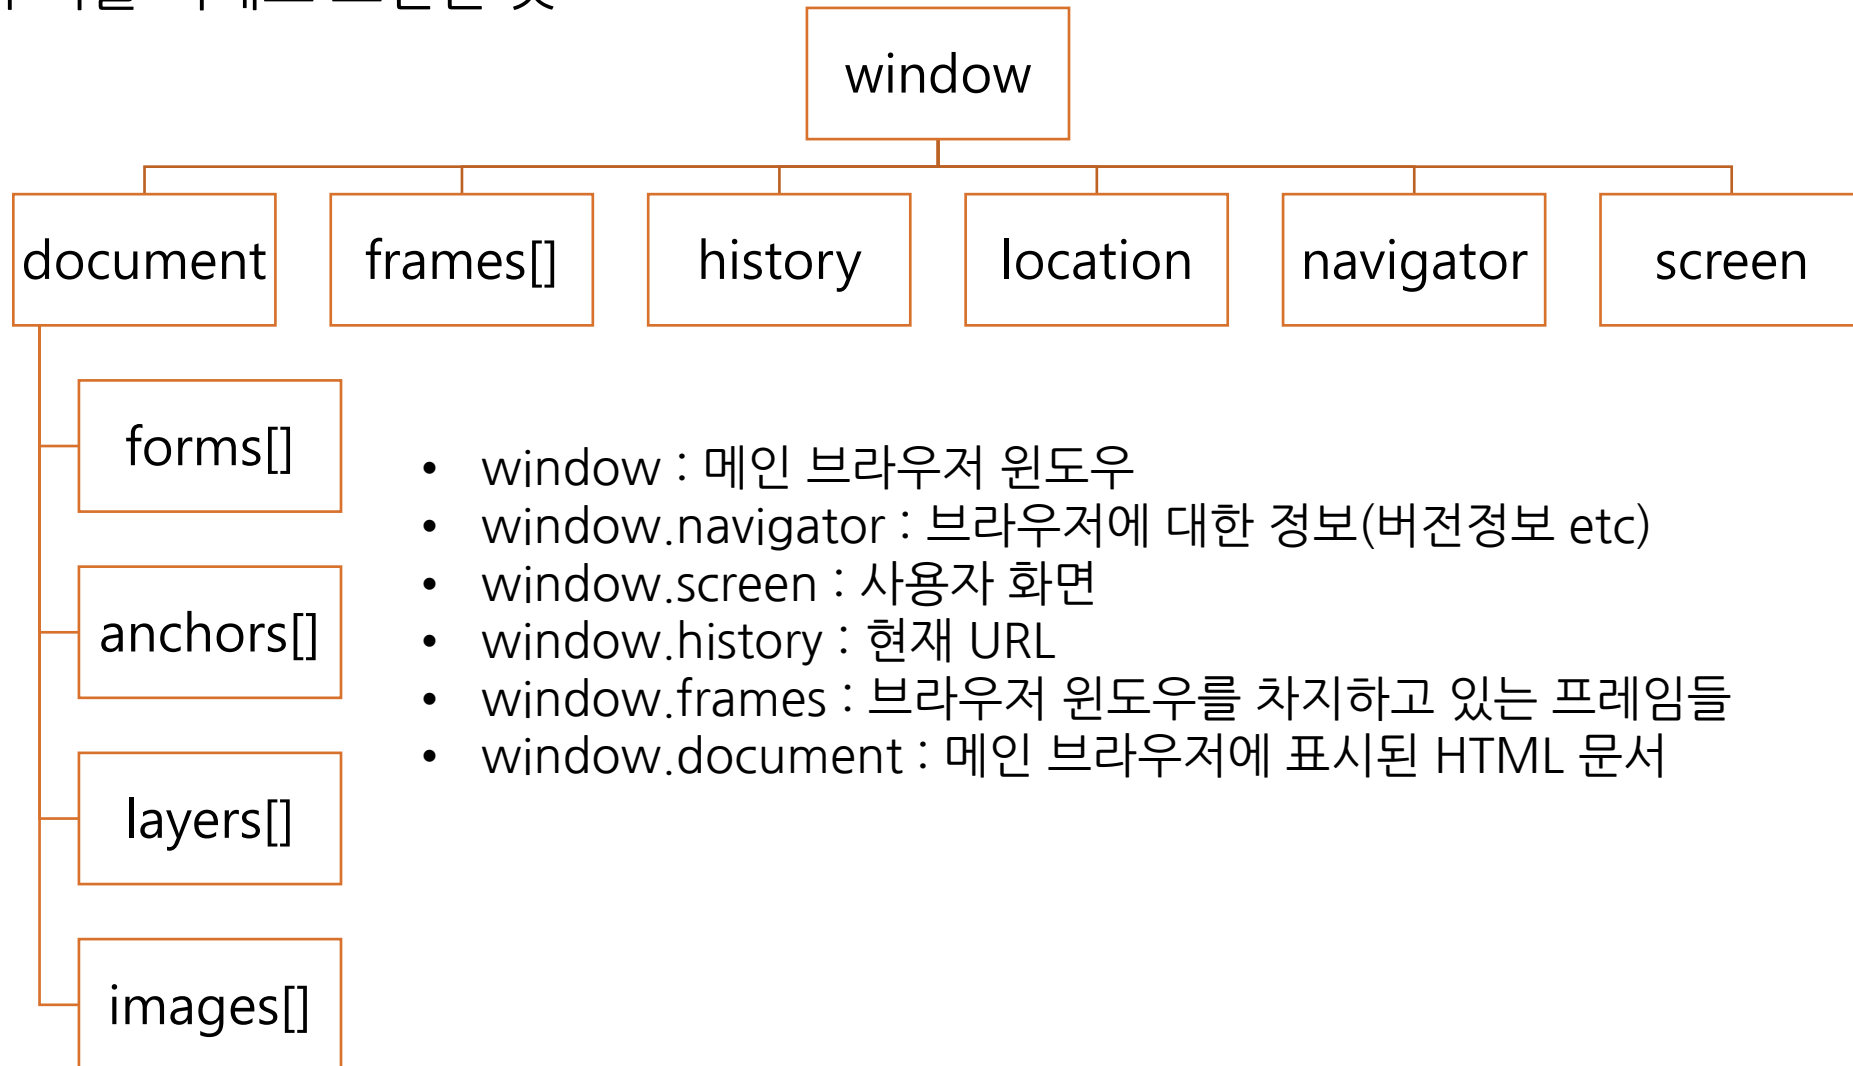 window
document
frames[]
history
location
navigator
screen
forms[]
anchors[]
layers[]
images[]
• window : 메인 브라우저 윈도우
• window.navigator : 브라우저에 대한 정보(버전정보 etc)
• window.screen : 사용자 화면
• window.history : 현재 URL
• window.frames : 브라우저 윈도우를 차지하고 있는 프레임들
• window.document : 메인 브라우저에 표시된 HTML 문서